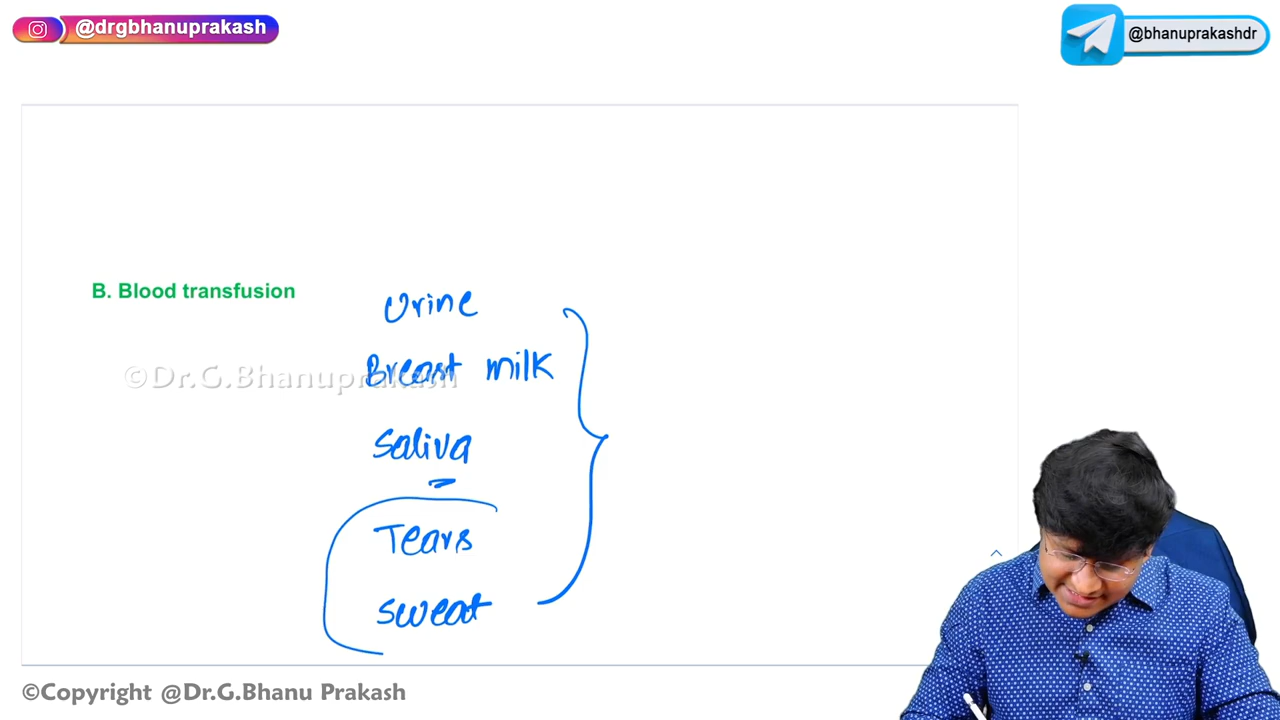 @drgbhanuprakash
@bhanuprakashdr
B. Blood transfusion
Urine
©Dr.G.Bhanuprakash
Breast milk
Saliva
Tears
Sweat
©Copyright @Dr.G.Bhanu Prakash